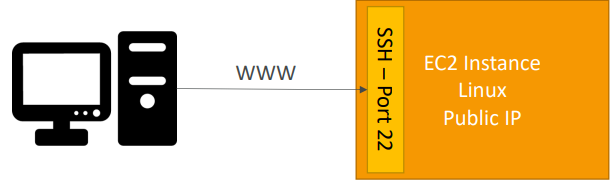 WWW
SSH – Port 22
EC2 Instance
Linux
Public IP